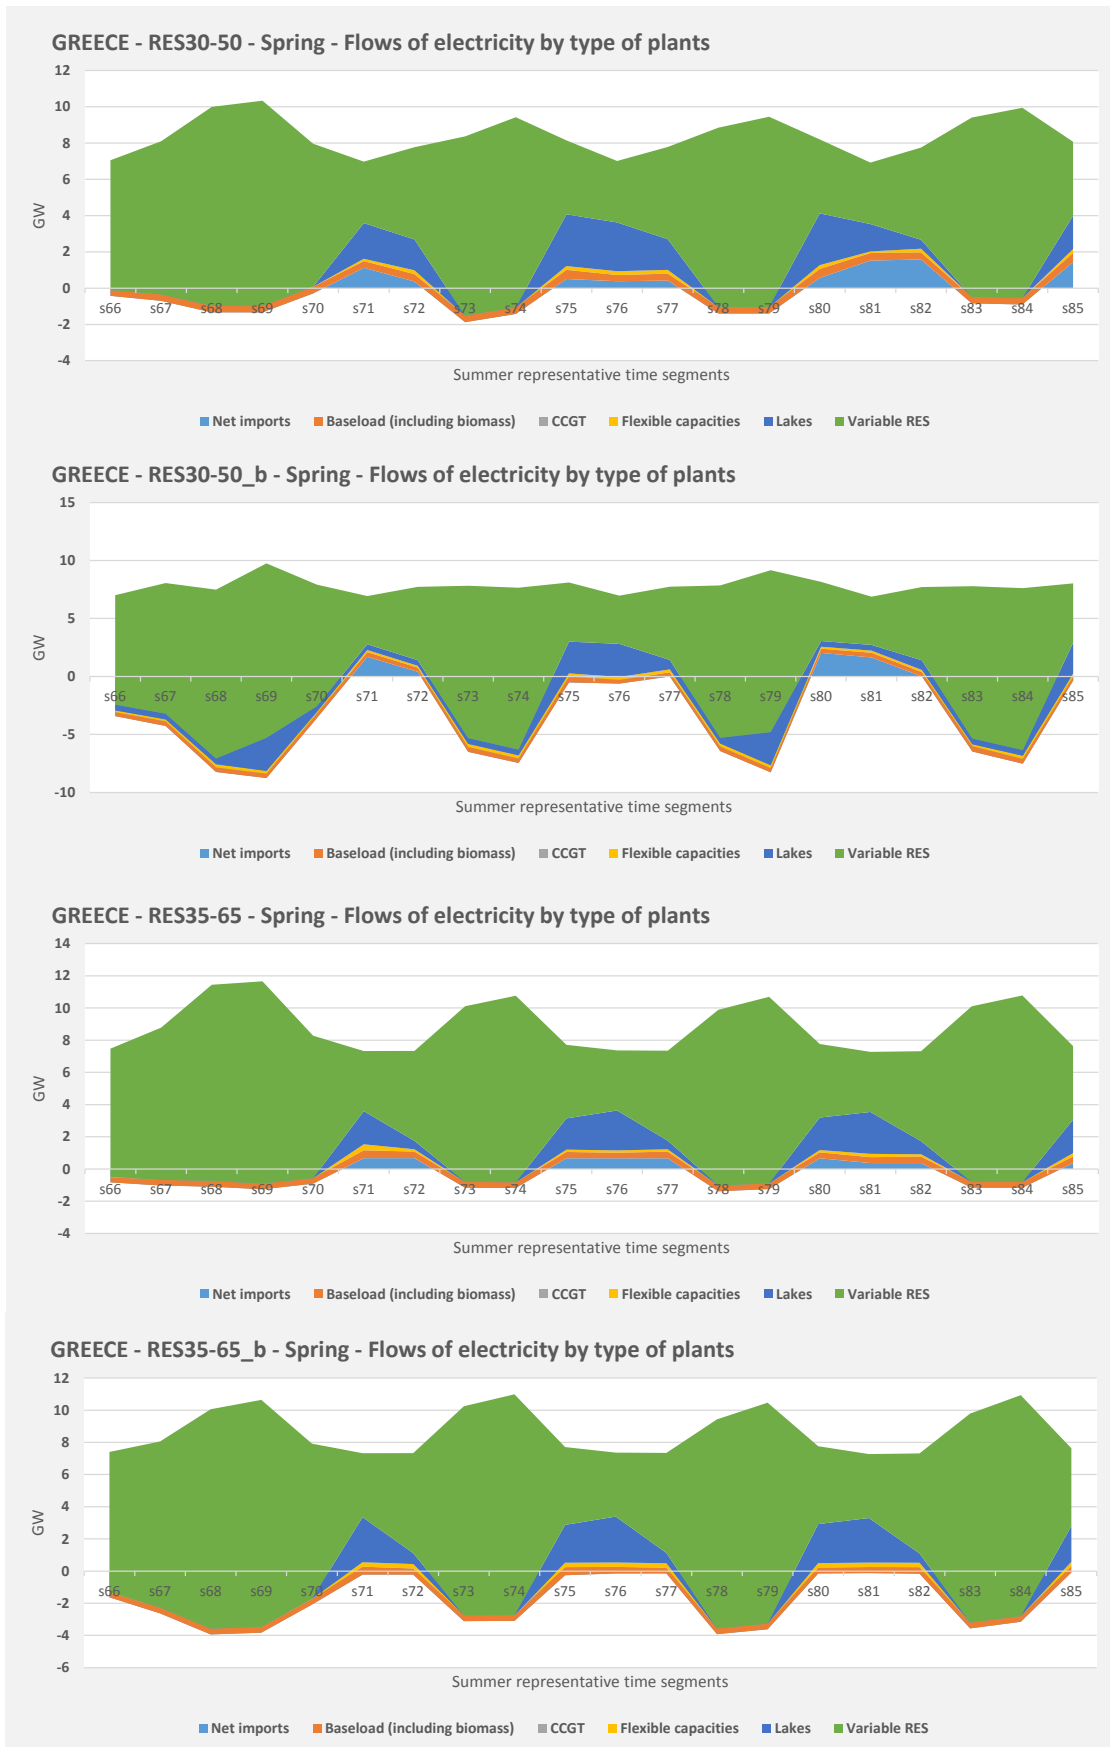 GREECE - RES30-50 - Spring - Flows of electricity by type of plants
12
10
8
6
4
2
0
-2
-4
GW
s66 s67 s68 s69 s70 s71 s72 s73 s74 s75 s76 s77 s78 s79 s80 s81 s82 s83 s84 s85
Summer representative time segments
Net imports Baseload (including biomass) CCGT Flexible capacities Lakes Variable RES
GREECE - RES30-50_b - Spring - Flows of electricity by type of plants
15
10
5
0
-5
-10
GW
s66 s67 s68 s69 s70 s71 s72 s73 s74 s75 s76 s77 s78 s79 s80 s81 s82 s83 s84 s85
Summer representative time segments
Net imports Baseload (including biomass) CCGT Flexible capacities Lakes Variable RES
GREECE - RES35-65 - Spring - Flows of electricity by type of plants
14
12
10
8
6
4
2
0
-2
-4
GW
s66 s67 s68 s69 s70 s71 s72 s73 s74 s75 s76 s77 s78 s79 s80 s81 s82 s83 s84 s85
Summer representative time segments
Net imports Baseload (including biomass) CCGT Flexible capacities Lakes Variable RES
GREECE - RES35-65_b - Spring - Flows of electricity by type of plants
12
10
8
6
4
2
0
-2
-4
-6
GW
s66 s67 s68 s69 s70 s71 s72 s73 s74 s75 s76 s77 s78 s79 s80 s81 s82 s83 s84 s85
Summer representative time segments
Net imports Baseload (including biomass) CCGT Flexible capacities Lakes Variable RES